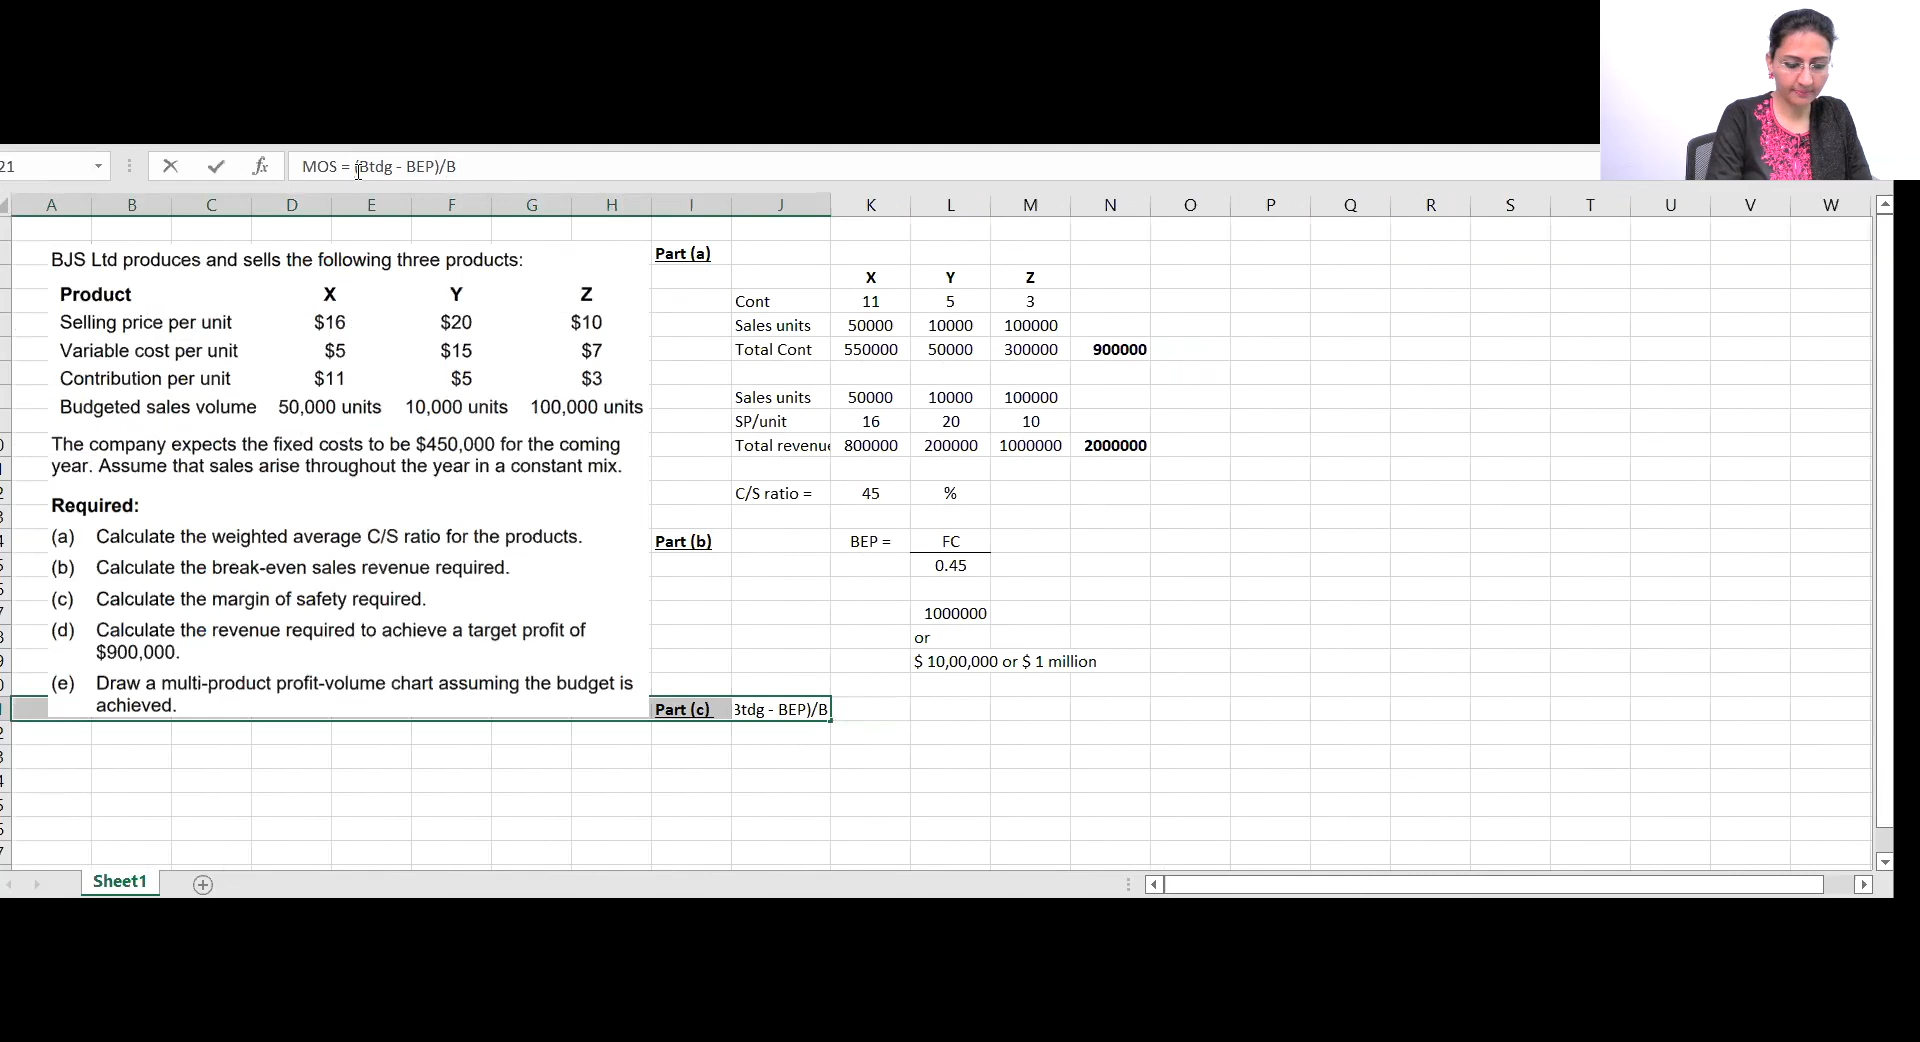 21 MOS = (Btdg - BEP)/B
A B C D E F G H I J K L M N O P Q R S T U V W
BJS Ltd produces and sells the following three products:
Product X Y Z
Selling price per unit $16 $20 $10
Variable cost per unit $5 $15 $7
Contribution per unit $11 $5 $3
Budgeted sales volume 50,000 units 10,000 units 100,000 units
The company expects the fixed costs to be $450,000 for the coming
year. Assume that sales arise throughout the year in a constant mix.
Required:
(a) Calculate the weighted average C/S ratio for the products.
(b) Calculate the break-even sales revenue required.
(c) Calculate the margin of safety required.
(d) Calculate the revenue required to achieve a target profit of
$900,000.
(e) Draw a multi-product profit-volume chart assuming the budget is
achieved.
Part (a)
X Y Z
Cont 11 5 3
Sales units 50000 10000 100000
Total Cont 550000 50000 300000 900000
Sales units 50000 10000 100000
SP/unit 16 20 10
Total revenue 800000 200000 1000000 2000000
C/S ratio = 45 %
Part (b) BEP = FC
0.45
1000000
or
$ 10,00,000 or $ 1 million
Part (c) Btdg - BEP)/B
Sheet1